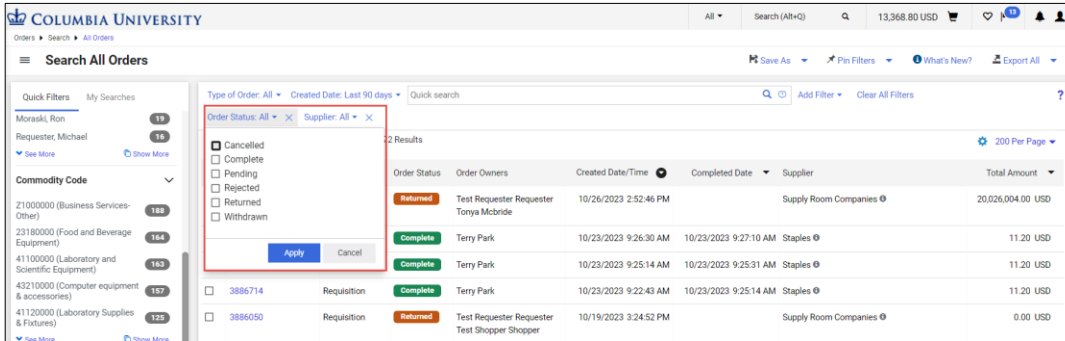 COLUMBIA UNIVERSITY
All
Search (Alt+Q)
13,368.80 USD
13
Orders
Search
All Orders
Search All Orders
Save As
Pin Filters
What's New?
Export All
Quick Filters
My Searches
Moraski, Ron
19
Requester, Michael
16
See More
Show More
Commodity Code
Z1000000 (Business Services-
Other)
188
23180000 (Food and Beverage
Equipment)
164
41100000 (Laboratory and
Scientific Equipment)
163
43210000 (Computer equipment
& accessories)
157
41120000 (Laboratory Supplies
& Fixtures)
125
See More
Show More
Type of Order: All
Created Date: Last 90 days
Quick search
Add Filter
Clear All Filters
?
Order Status: All
Supplier: All
Cancelled
Complete
Pending
Rejected
Returned
Withdrawn
Apply
Cancel
2 Results
200 Per Page
Order Status
Order Owners
Created Date/Time
Completed Date
Supplier
Total Amount
Returned
Test Requester Requester
Tonya Mcbride
10/26/2023 2:52:46 PM
Supply Room Companies
20,026,004.00 USD
Complete
Terry Park
10/23/2023 9:26:30 AM
10/23/2023 9:27:10 AM
Staples
11.20 USD
Complete
Terry Park
10/23/2023 9:25:14 AM
10/23/2023 9:25:31 AM
Staples
11.20 USD
3886714
Requisition
Complete
Terry Park
10/23/2023 9:22:43 AM
10/23/2023 9:25:14 AM
Staples
11.20 USD
3886050
Requisition
Returned
Test Requester Requester
Test Shopper Shopper
10/19/2023 3:24:52 PM
Supply Room Companies
0.00 USD